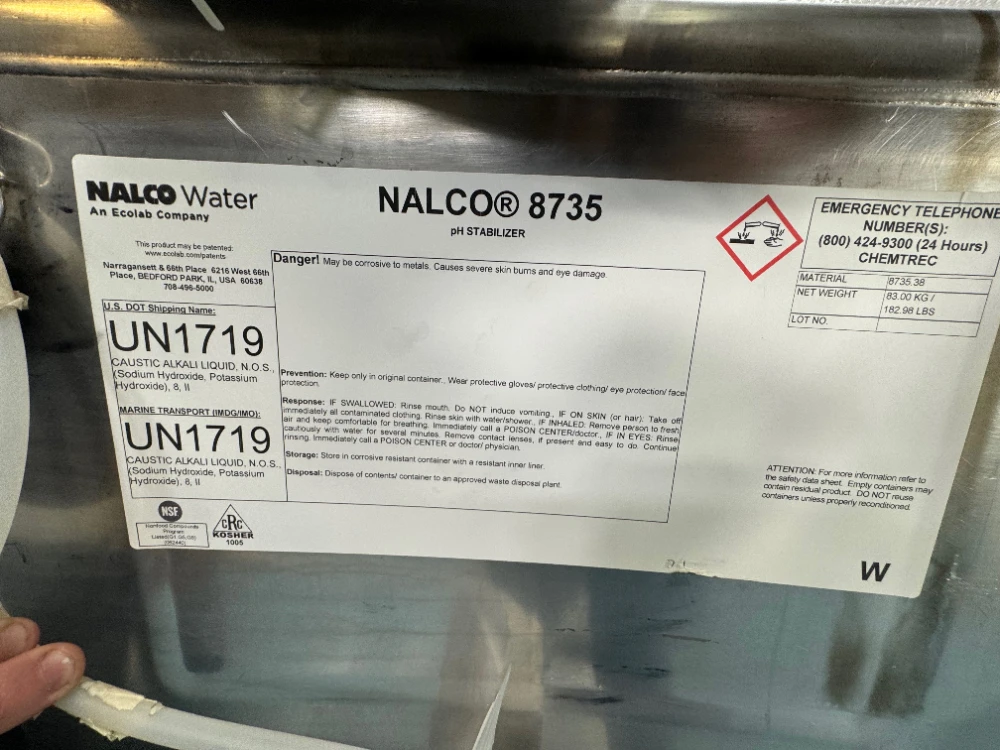 NALCO Water
An Ecolab Company
This product may be patented:
www.ecolab.com/patents
Narragansett & 66th Place 6216 West 66th
Place, BEDFORD PARK, IL, USA 60638
708-496-5000
U.S. DOT Shipping Name:
UN1719
CAUSTIC ALKALI LIQUID, N.O.S.,
(Sodium Hydroxide, Potassium
Hydroxide), 8, II
MARINE TRANSPORT (IMDG/IMO):
UN1719
CAUSTIC ALKALI LIQUID, N.O.S.,
(Sodium Hydroxide, Potassium
Hydroxide), 8, II
NSF
Nonfood Compounds
Program
CRC
KOSHER
1005
NALCO® 8735
pH STABILIZER
Danger! May be corrosive to metals. Causes severe skin burns and eye damage.
Prevention: Keep only in original container., Wear protective gloves/ protective clothing/ eye protection/ face
protection.
Response: IF SWALLOWED: Rinse mouth. Do NOT induce vomiting., IF ON SKIN (or hair): Take off
immediately all contaminated clothing. Rinse skin with water/shower., IF INHALED: Remove person to fresh
air and keep comfortable for breathing. Immediately call a POISON CENTER/doctor., IF IN EYES: Rinse
cautiously with water for several minutes. Remove contact lenses, if present and easy to do. Continue
rinsing. Immediately call a POISON CENTER or doctor/ physician.
Storage: Store in corrosive resistant container with a resistant inner liner.
Disposal: Dispose of contents/ container to an approved waste disposal plant.
EMERGENCY TELEPHONE
NUMBER(S):
(800) 424-9300 (24 Hours)
CHEMTREC
MATERIAL 8735.38
NET WEIGHT 83.00 KG /
182.98 LBS
LOT NO.
ATTENTION: For more information refer to
the safety data sheet. Empty containers may
contain residual product. DO NOT reuse
containers unless properly reconditioned.
W